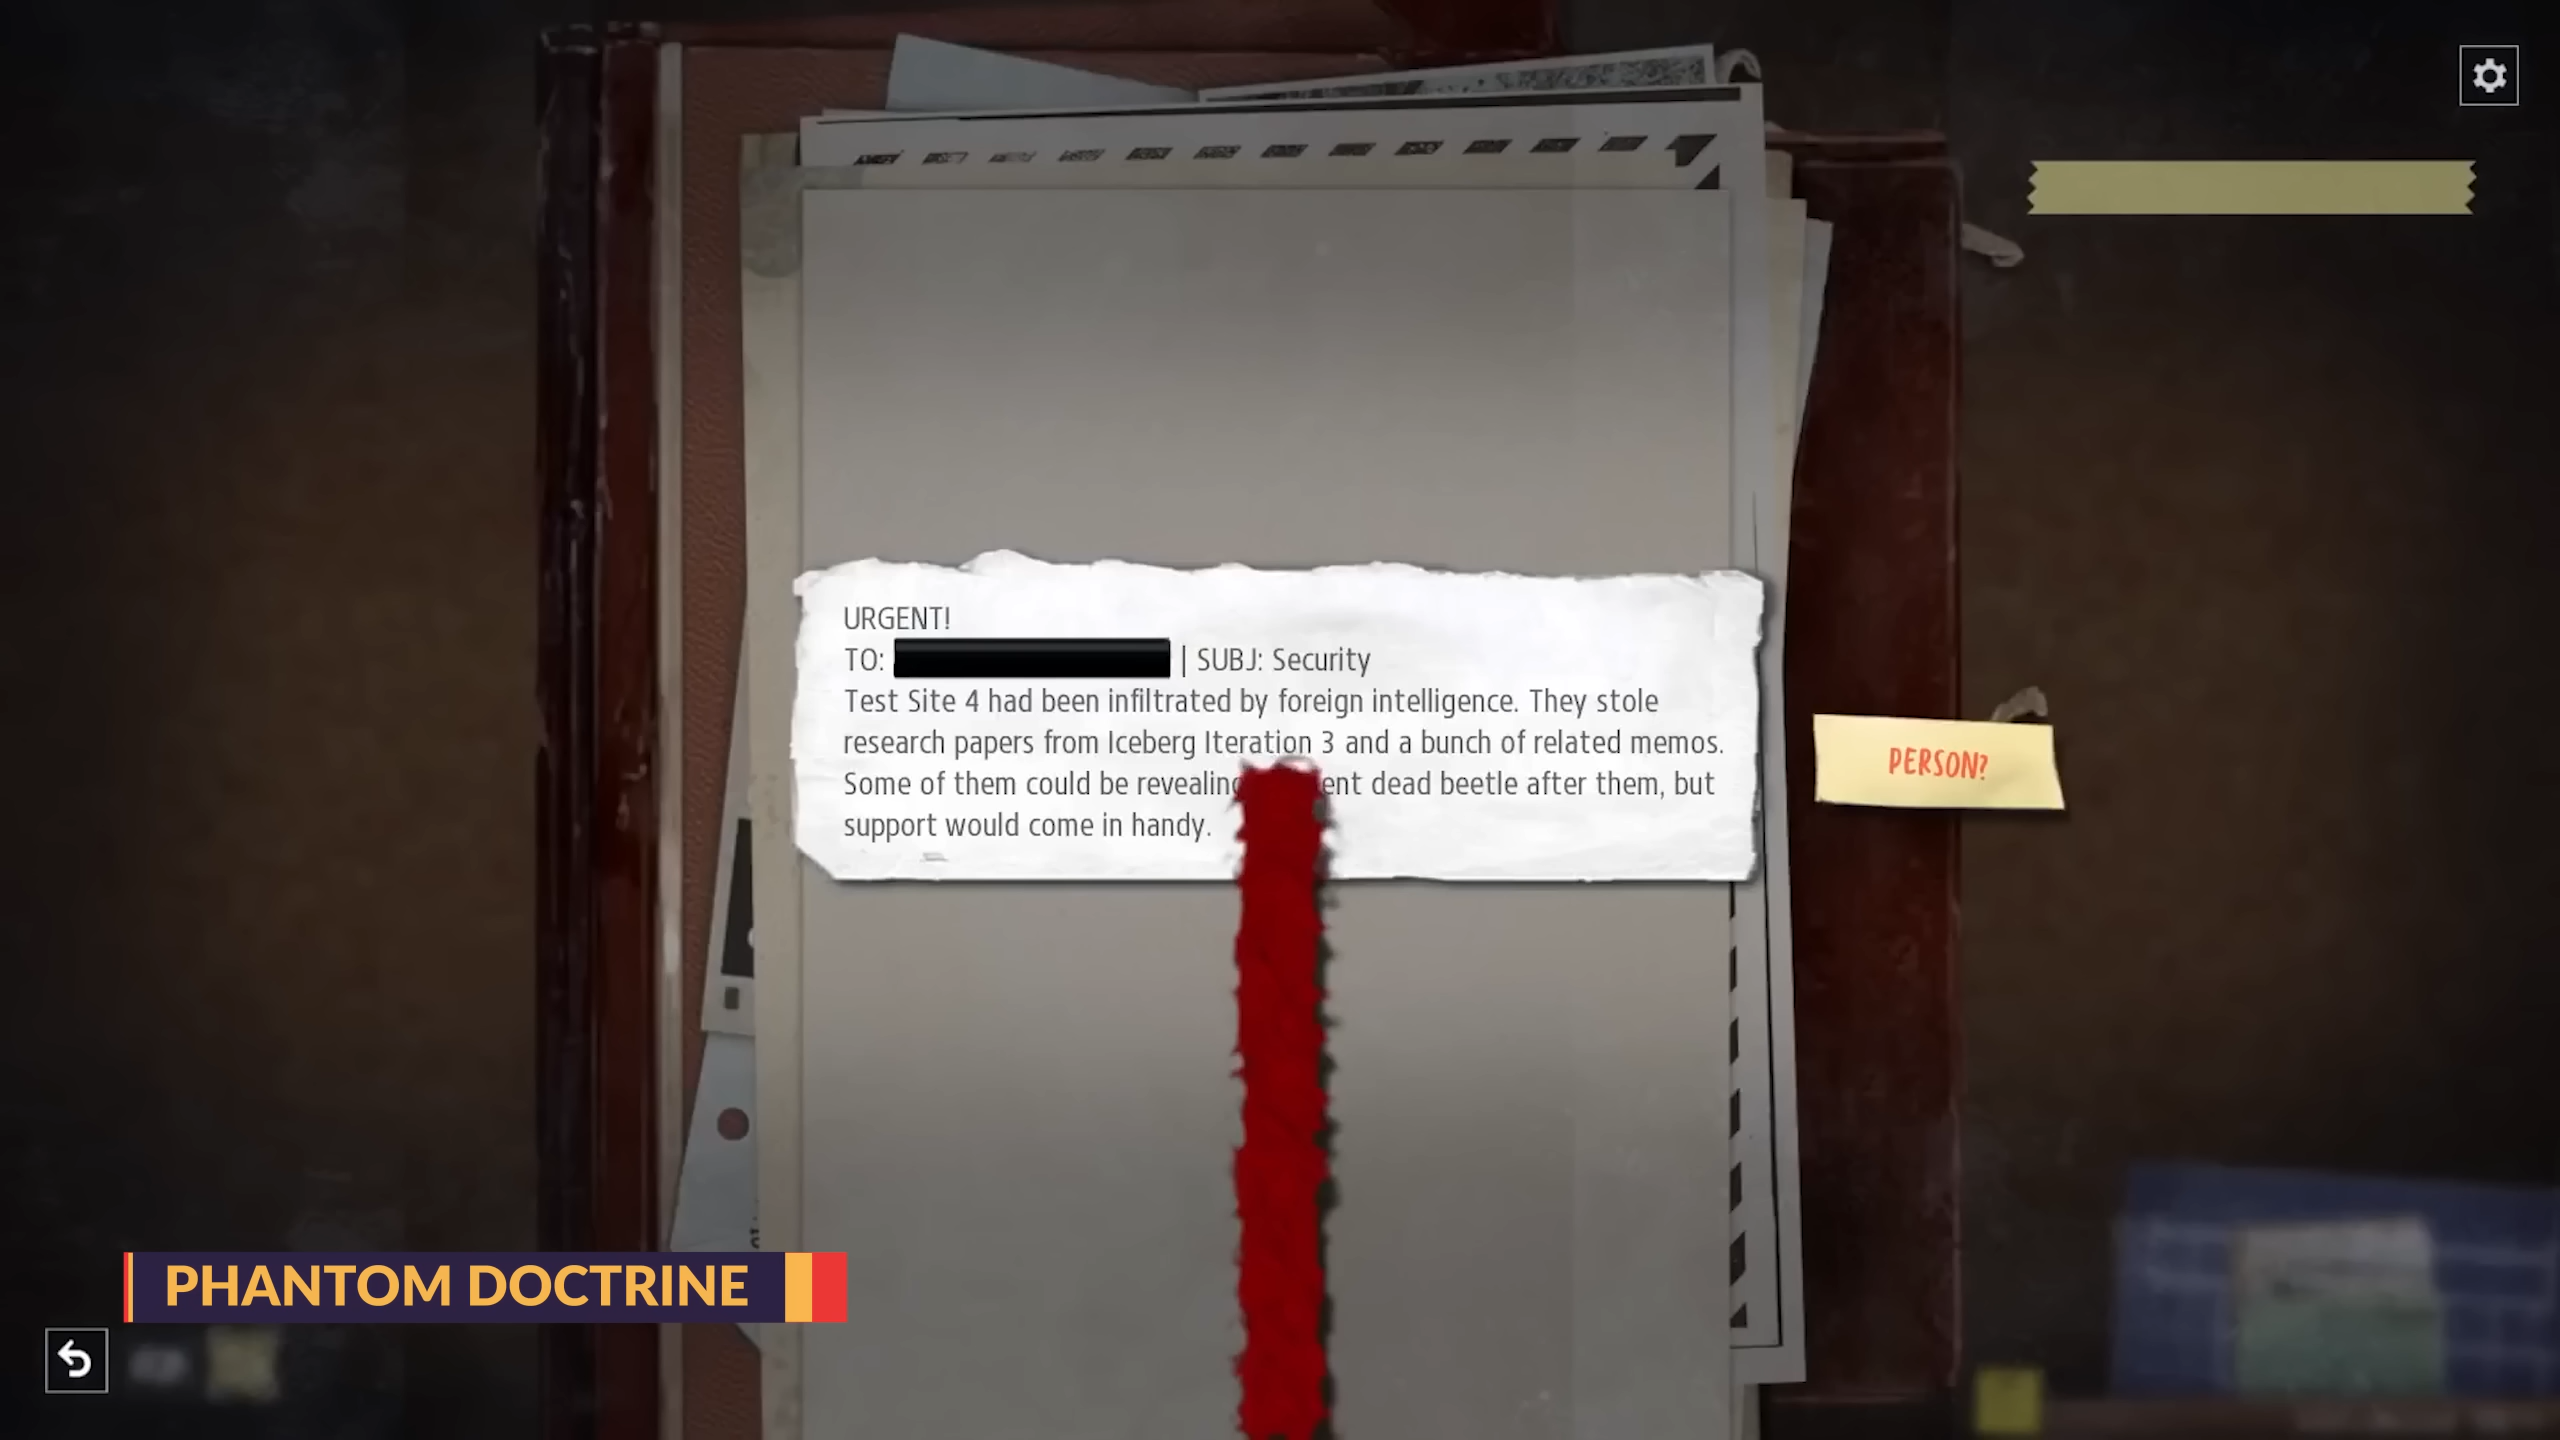 URGENT!
TO: | SUBJ: Security
Test Site 4 had been infiltrated by foreign intelligence. They stole
research papers from Iceberg Iteration 3 and a bunch of related memos.
Some of them could be revealing dead beetle after them, but
support would come in handy.
PERSON?
PHANTOM DOCTRINE